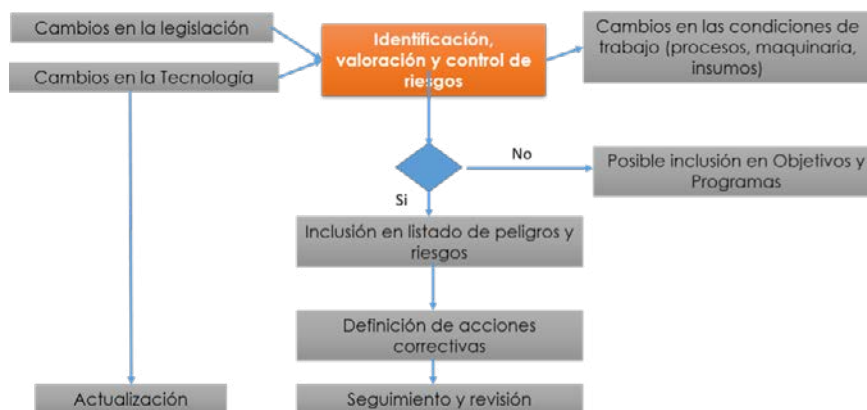 Cambios en la legislación
Cambios en la Tecnología
Identificación,
valoración y control de
riesgos
Cambios en las condiciones de
trabajo (procesos, maquinaria,
insumos)
No
Posible inclusión en Objetivos y
Programas
Si
Inclusión en listado de peligros y
riesgos
Definición de acciones
correctivas
Actualización
Seguimiento y revisión